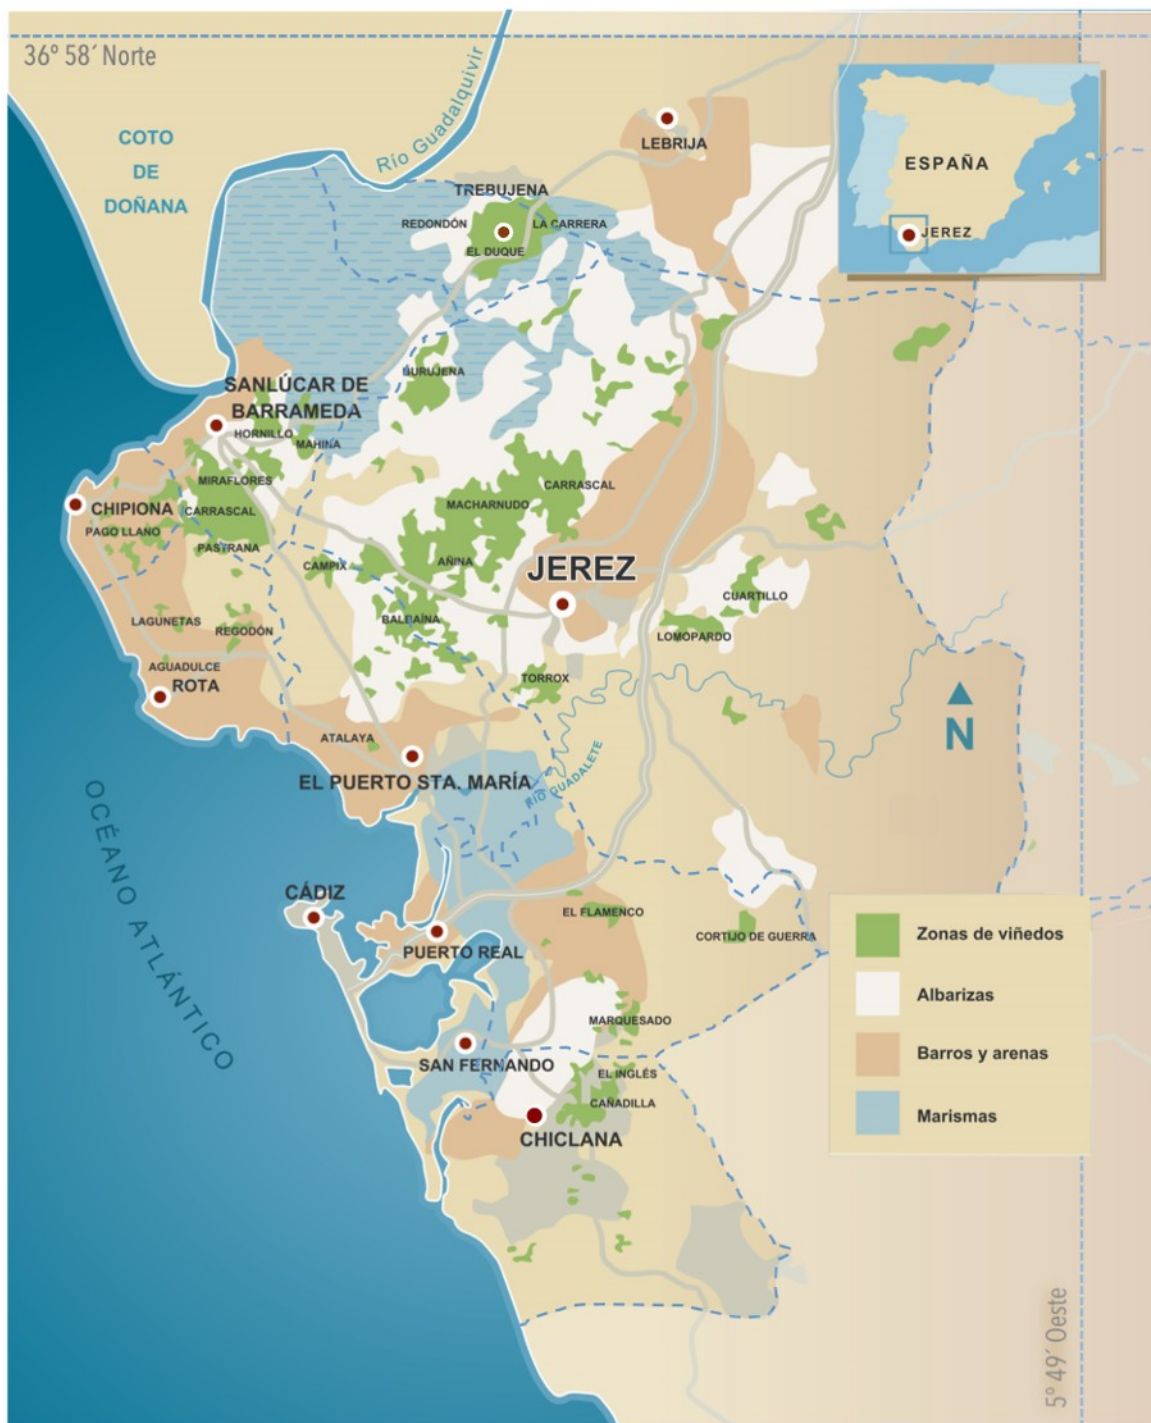 36° 58´ Norte
COTO
DE
DOÑANA
Río Guadalquivir
LEBRIJA
ESPAÑA
JEREZ
TREBUJENA
REDONDÓN
LA CARRERA
EL DUQUE
BURUJENA
SANLÚCAR DE
BARRAMEDA
HORNILLO
MAHINA
MIRAFLORES
CARRASCAL
MACHARNUDO
CHIPIONA
CARRASCAL
PAGO LLANO
PASTRANA
AÑINA
CAMPIX
JEREZ
CUARTILLO
BALBAÍNA
LAGUNETAS
REGODÓN
LOMOPARDO
AGUADULCE
ROTA
TORROX
ATALAYA
N
EL PUERTO STA. MARÍA
RÍO GUADALETE
OCÉANO ATLÁNTICO
CÁDIZ
EL FLAMENCO
CORTIJO DE GUERRA
PUERTO REAL
MARQUESADO
SAN FERNANDO
EL INGLÉS
CAÑADILLA
CHICLANA
Zonas de viñedos
Albarizas
Barros y arenas
Marismas
5º 49´ Oeste